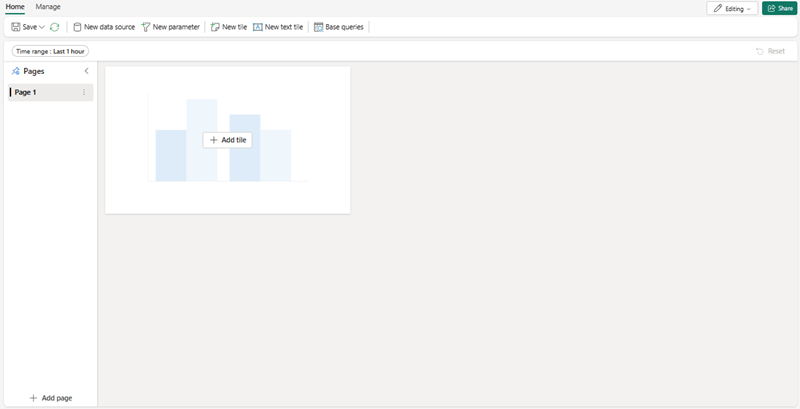 Home Manage Editing Share
Save New data source New parameter New tile New text tile Base queries
Time range : Last 1 hour Reset
Pages
Page 1
Add tile
Add page